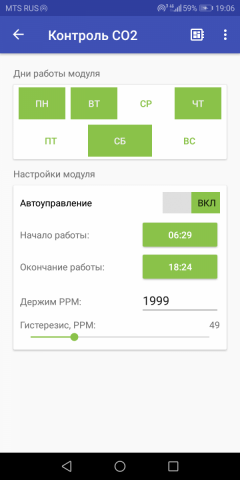 MTS RUS 59% 19:06
Контроль CO2
Дни работы модуля
ПН ВТ СР ЧТ
ПТ СБ ВС
Настройки модуля
Автоуправление ВКЛ
Начало работы: 06:29
Окончание работы: 18:24
Держим PPM: 1999
Гистерезис, PPM: 49